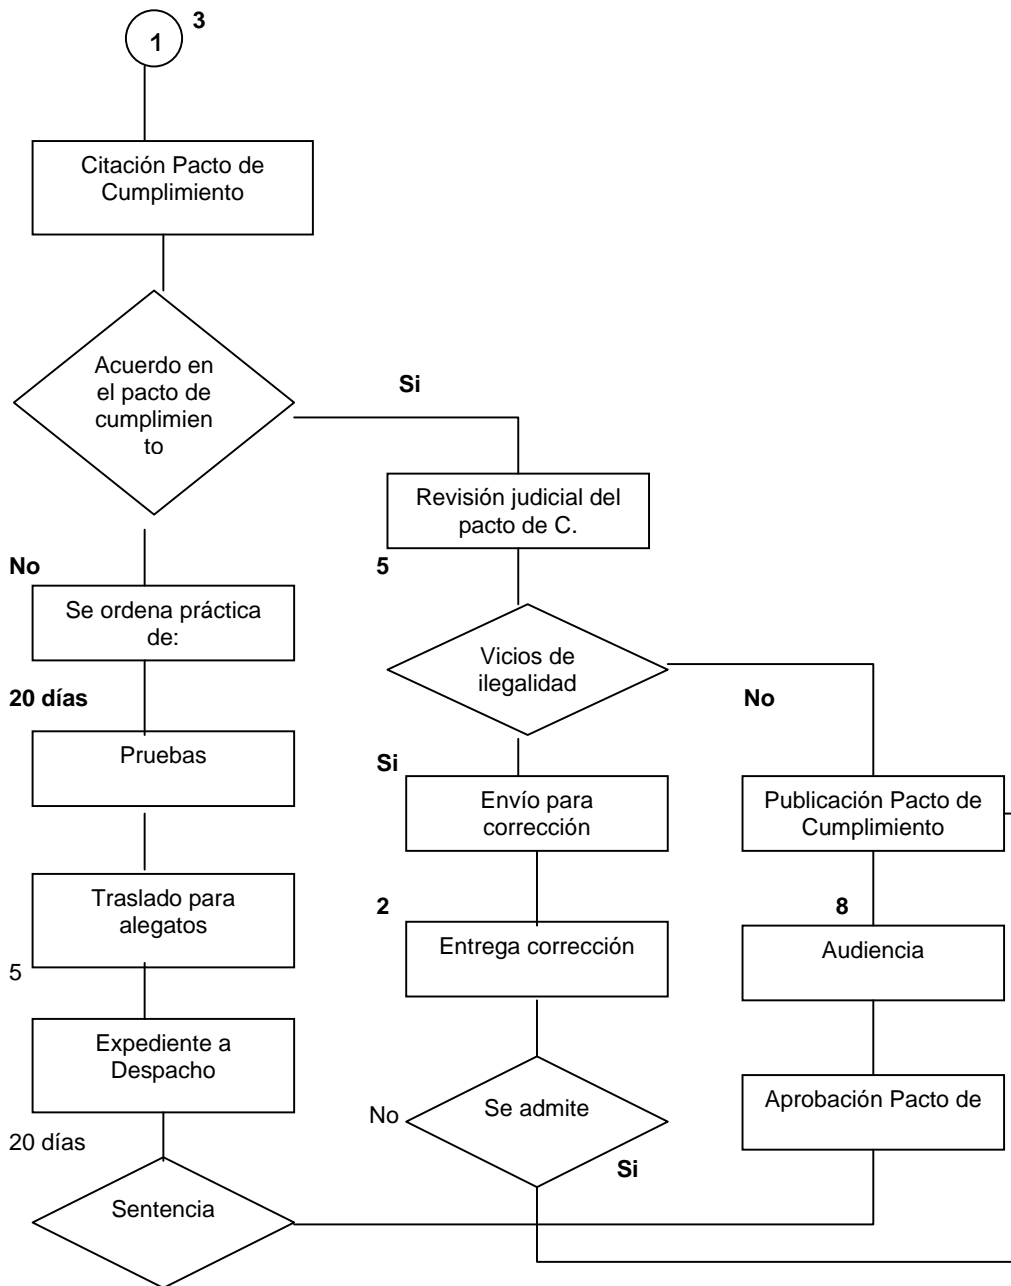 3
1
Citación Pacto de
Cumplimiento
Acuerdo en
el pacto de
cumplimien
to
Si
Revisión judicial del
pacto de C.
No
5
Se ordena práctica
de:
Vicios de
ilegalidad
20 días
No
Pruebas
Si
Envío para
corrección
Publicación Pacto de
Cumplimiento
Traslado para
alegatos
2
8
Entrega corrección
Audiencia
5
Expediente a
Despacho
Se admite
Aprobación Pacto de
No
20 días
Si
Sentencia